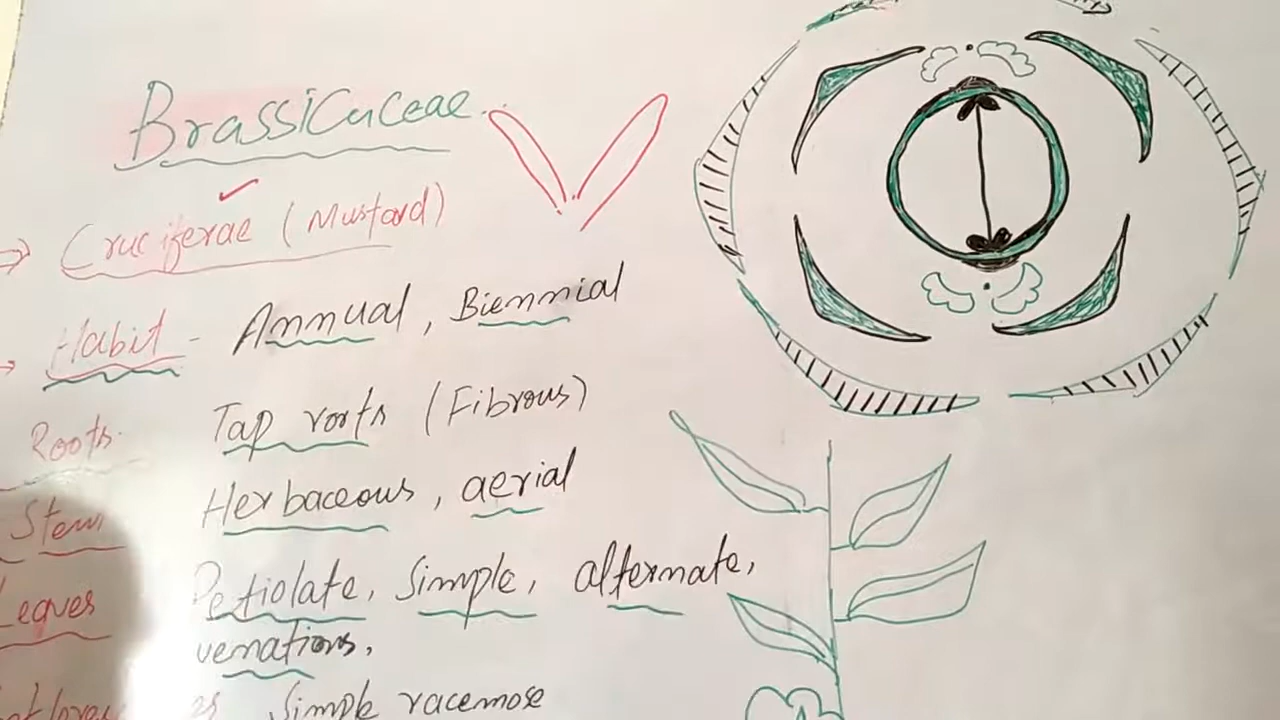 Brassicaceae.
→ Cruciferae (Mustard)
→ Habit - Annual, Biennial
Roots. Tap roots (Fibrous)
Stem Herbaceous, aerial
Leaves Petiolate, Simple, alternate,
venations,
Simple racemose